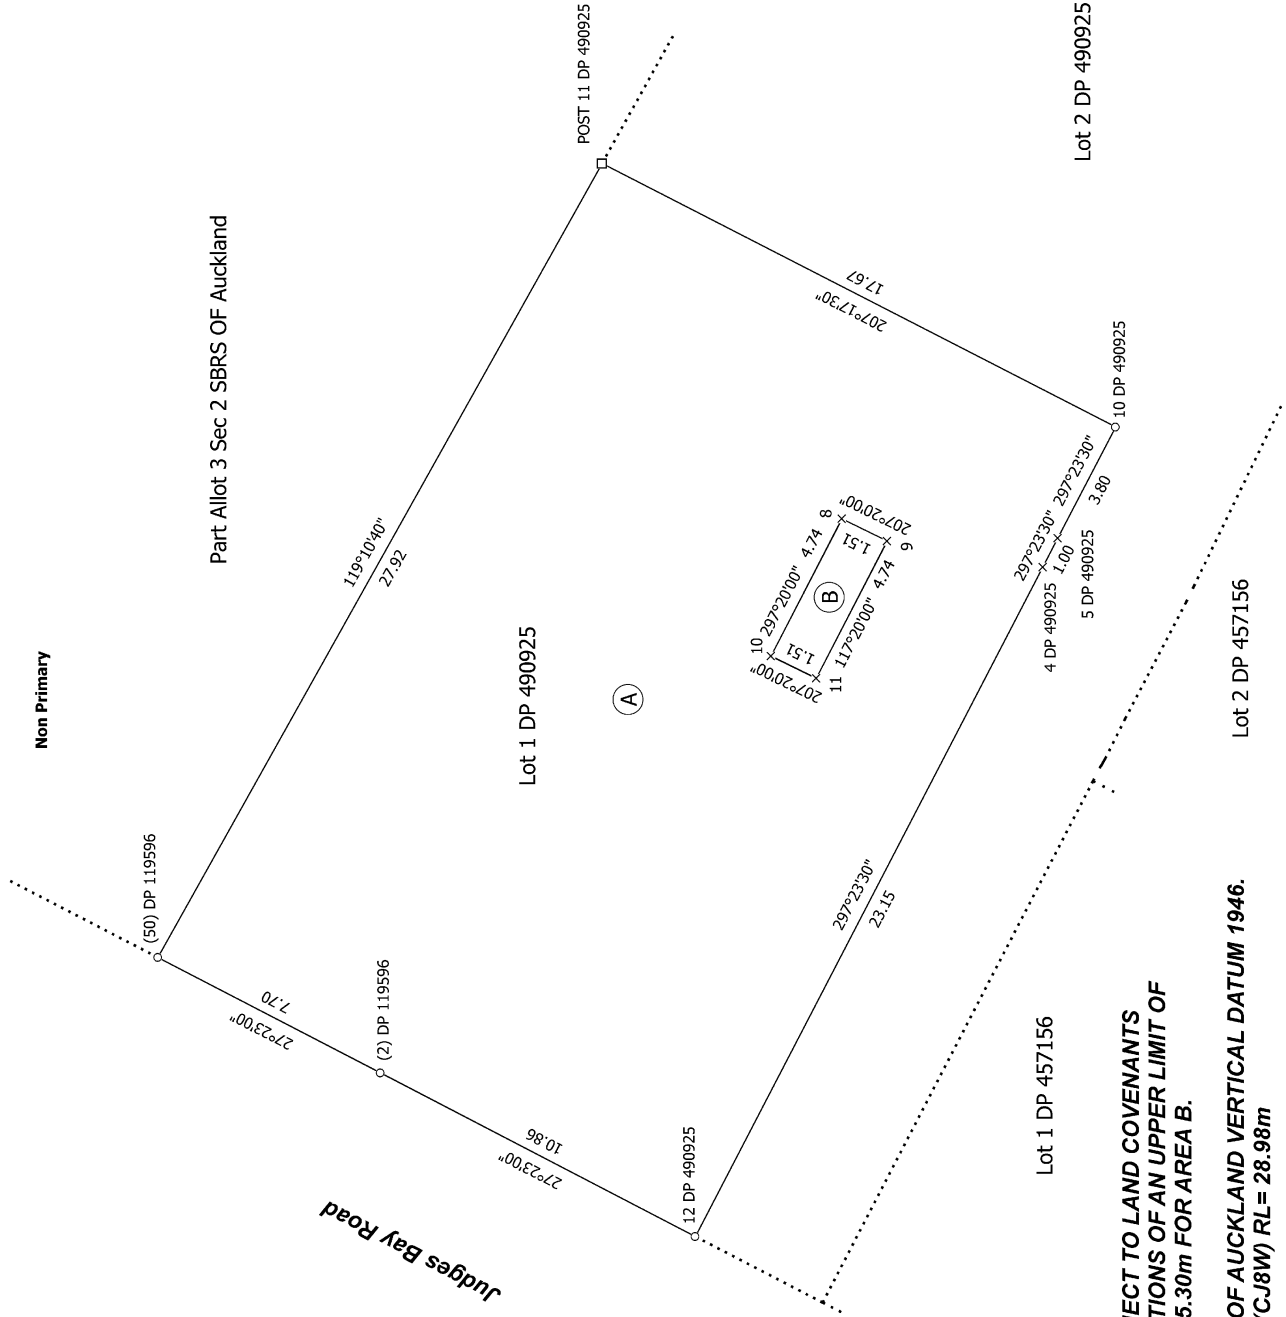 Non Primary
Part Allot 3 Sec 2 SBRS OF Auckland
POST 11 DP 490925
Lot 2 DP 490925
(50) DP 119596
119°10'40"
27.92
17.67
207°17'30"
7.70
27°23'00"
(2) DP 119596
Lot 1 DP 490925
A
10.86
27°23'00"
Judges Bay Road
12 DP 490925
10
297°20'00"
4.74
8
207°20'00"
1.51
B
1.51
207°20'00"
11
117°20'00"
4.74
9
10 DP 490925
297°23'30"
3.80
297°23'30"
1.00
5 DP 490925
4 DP 490925
297°23'30"
23.15
Lot 1 DP 457156
Lot 2 DP 457156
JECT TO LAND COVENANTS
TIONS OF AN UPPER LIMIT OF
5.30m FOR AREA B.
OF AUCKLAND VERTICAL DATUM 1946.
CJ8W) RL= 28.98m